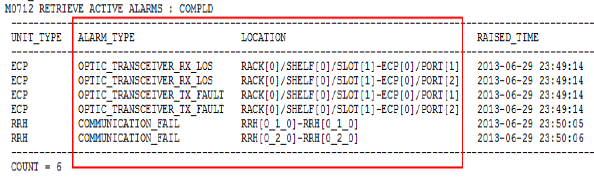 M0712 RETRIEVE ACTIVE ALARMS : COMPLD
UNIT_TYPE ALARM_TYPE LOCATION RAISED_TIME
ECP OPTIC_TRANSCEIVER_RX_LOS RACK[0]/SHELF[0]/SLOT[1]-ECP[0]/PORT[1] 2013-06-29 23:49:14
ECP OPTIC_TRANSCEIVER_RX_LOS RACK[0]/SHELF[0]/SLOT[1]-ECP[0]/PORT[2] 2013-06-29 23:49:14
ECP OPTIC_TRANSCEIVER_TX_FAULT RACK[0]/SHELF[0]/SLOT[1]-ECP[0]/PORT[1] 2013-06-29 23:49:14
ECP OPTIC_TRANSCEIVER_TX_FAULT RACK[0]/SHELF[0]/SLOT[1]-ECP[0]/PORT[2] 2013-06-29 23:49:14
RRH COMMUNICATION_FAIL RRH[0_1_0]-RRH[0_1_0] 2013-06-29 23:50:05
RRH COMMUNICATION_FAIL RRH[0_2_0]-RRH[0_2_0] 2013-06-29 23:50:06
COUNT = 6